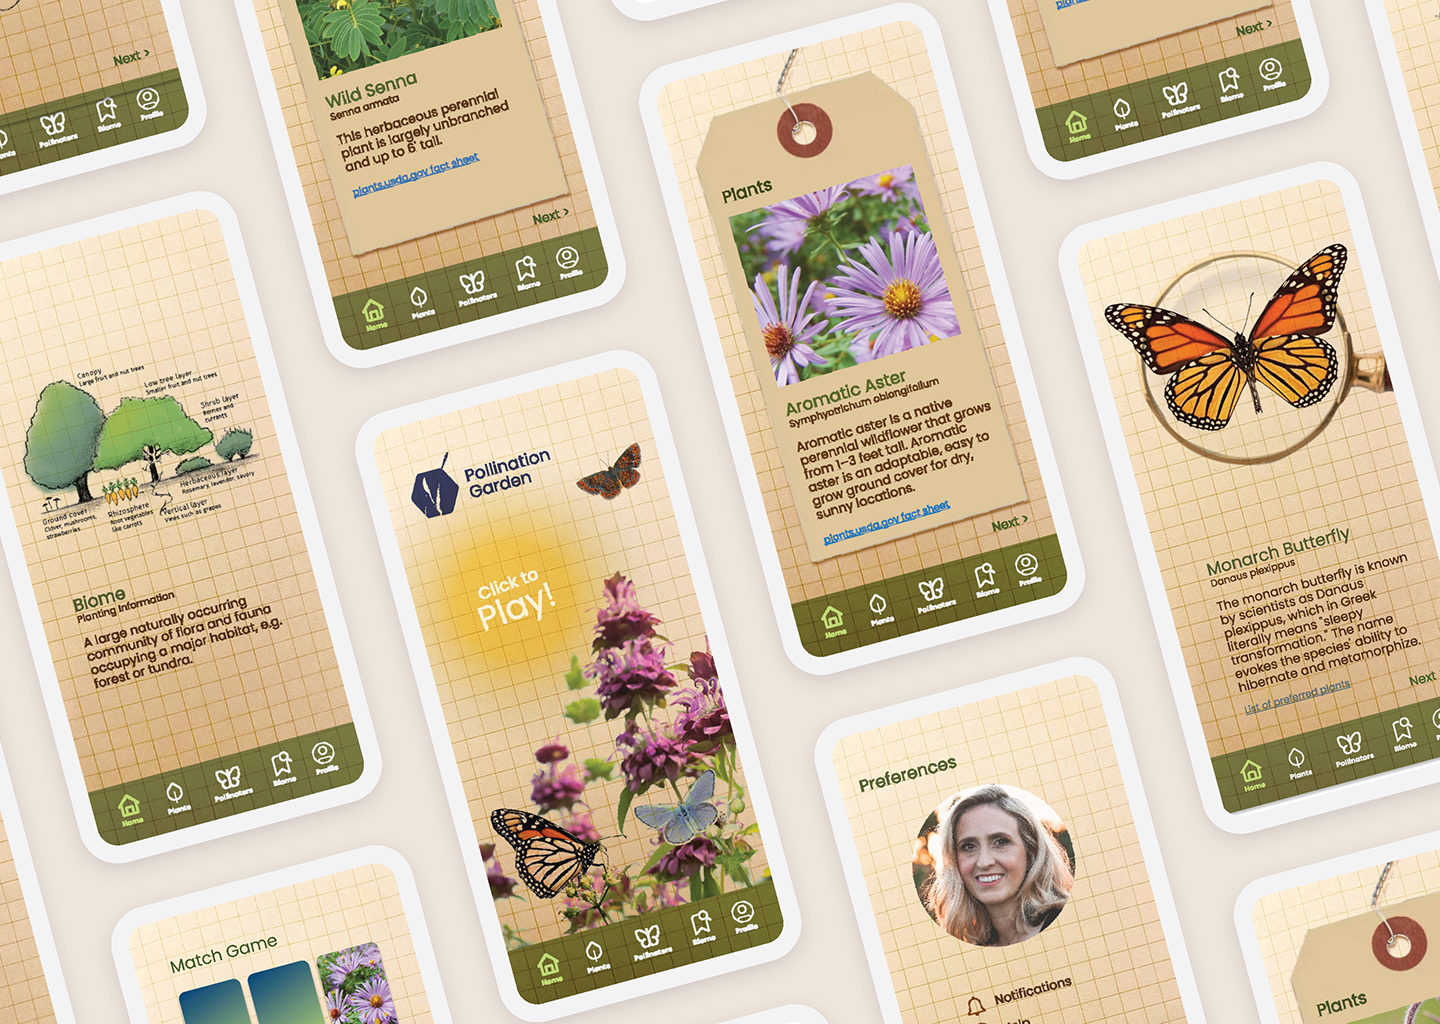 Next >
Plants
Pollinators
Biome
Profile
Wild Senna
Senna armata
This herbaceous perennial
plant is largely unbranched
and up to 6' tall.
plants.usda.gov fact sheet
Next >
Home
Plants
Pollinators
Biome
Profile
Plants
Aromatic Aster
Symphyotrichum oblongifolium
Aromatic aster is a native
perennial wildflower that grows
from 1-3 feet tall. Aromatic
aster is an adaptable, easy to
grow ground cover for dry,
sunny locations.
plants.usda.gov fact sheet
Next >
Home
Plants
Pollinators
Biome
Profile
Next >
Home
Plants
Pollinators
Biome
Profile
Canopy
Large fruit and nut trees
Low tree layer
Smaller fruit and nut trees
Shrub layer
Berries and
currants
Herbaceous layer
Rosemary, lavender, savory
Ground cover
Clover, mushrooms,
strawberries
Rhizosphere
Root vegetables
like carrots
Vertical layer
Vines such as grapes
Biome
Planting Information
A large naturally occurring
community of flora and fauna
occupying a major habitat, e.g.
forest or tundra.
Home
Plants
Pollinators
Biome
Profile
Pollination
Garden
Click to
Play!
Home
Plants
Pollinators
Biome
Profile
Monarch Butterfly
Danaus plexippus
The monarch butterfly is known
by scientists as Danaus
plexippus, which in Greek
literally means "sleepy
transformation." The name
evokes the species' ability to
hibernate and metamorphize.
List of preferred plants
Next
Home
Plants
Pollinators
Biome
Match Game
Preferences
Notifications
Plants